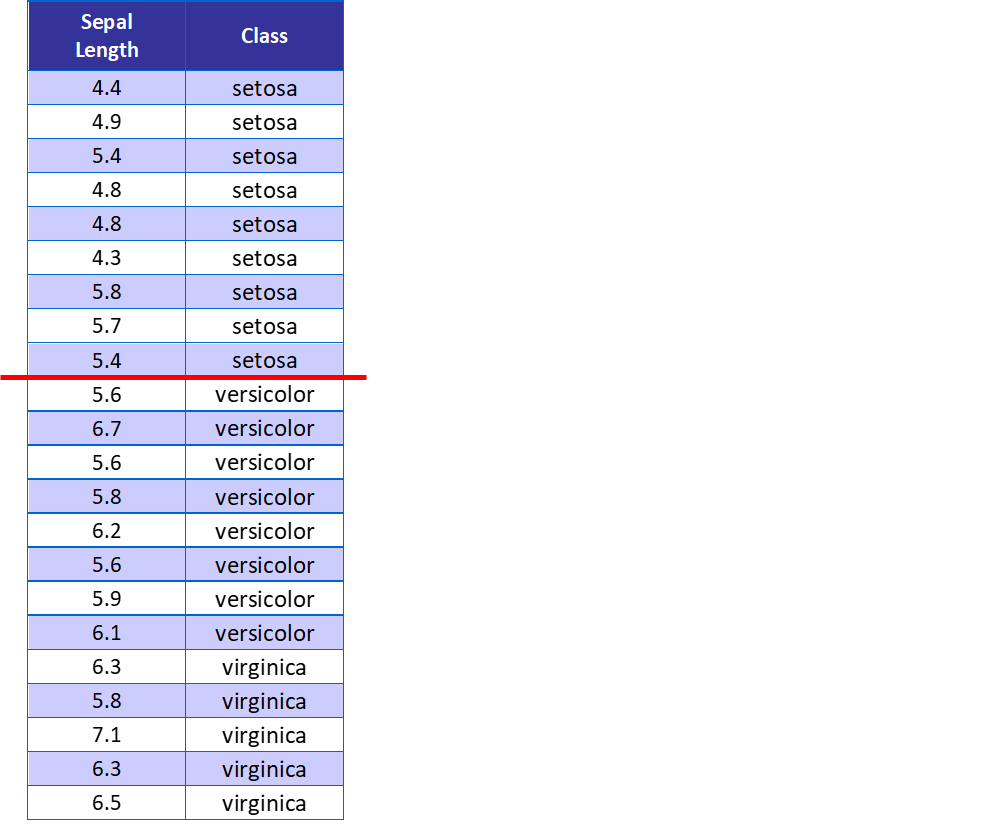 Sepal Length Class
4.4 setosa
4.9 setosa
5.4 setosa
4.8 setosa
4.8 setosa
4.3 setosa
5.8 setosa
5.7 setosa
5.4 setosa
5.6 versicolor
6.7 versicolor
5.6 versicolor
5.8 versicolor
6.2 versicolor
5.6 versicolor
5.9 versicolor
6.1 versicolor
6.3 virginica
5.8 virginica
7.1 virginica
6.3 virginica
6.5 virginica